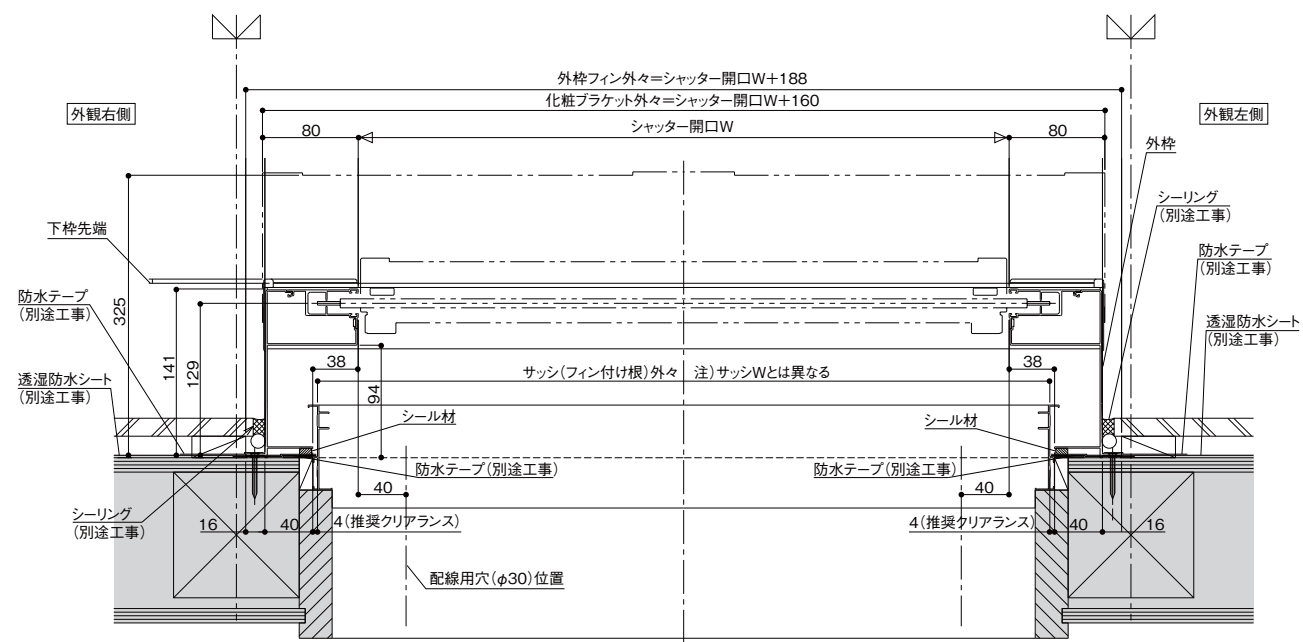 外枠フィン外々＝シャッター開口W＋188
化粧ブラケット外々＝シャッター開口W＋160
外観右側
外観左側
80
シャッター開口W
80
外枠
シーリング
（別途工事）
下枠先端
防水テープ
（別途工事）
防水テープ
（別途工事）
325
141
129
透湿防水シート
（別途工事）
38
94
38
サッシ（フィン付け根）外々　注）サッシWとは異なる
透湿防水シート
（別途工事）
シール材
シール材
防水テープ（別途工事）
防水テープ（別途工事）
40
40
シーリング
（別途工事）
16
40
4（推奨クリアランス）
4（推奨クリアランス）
40
16
配線用穴（φ30）位置